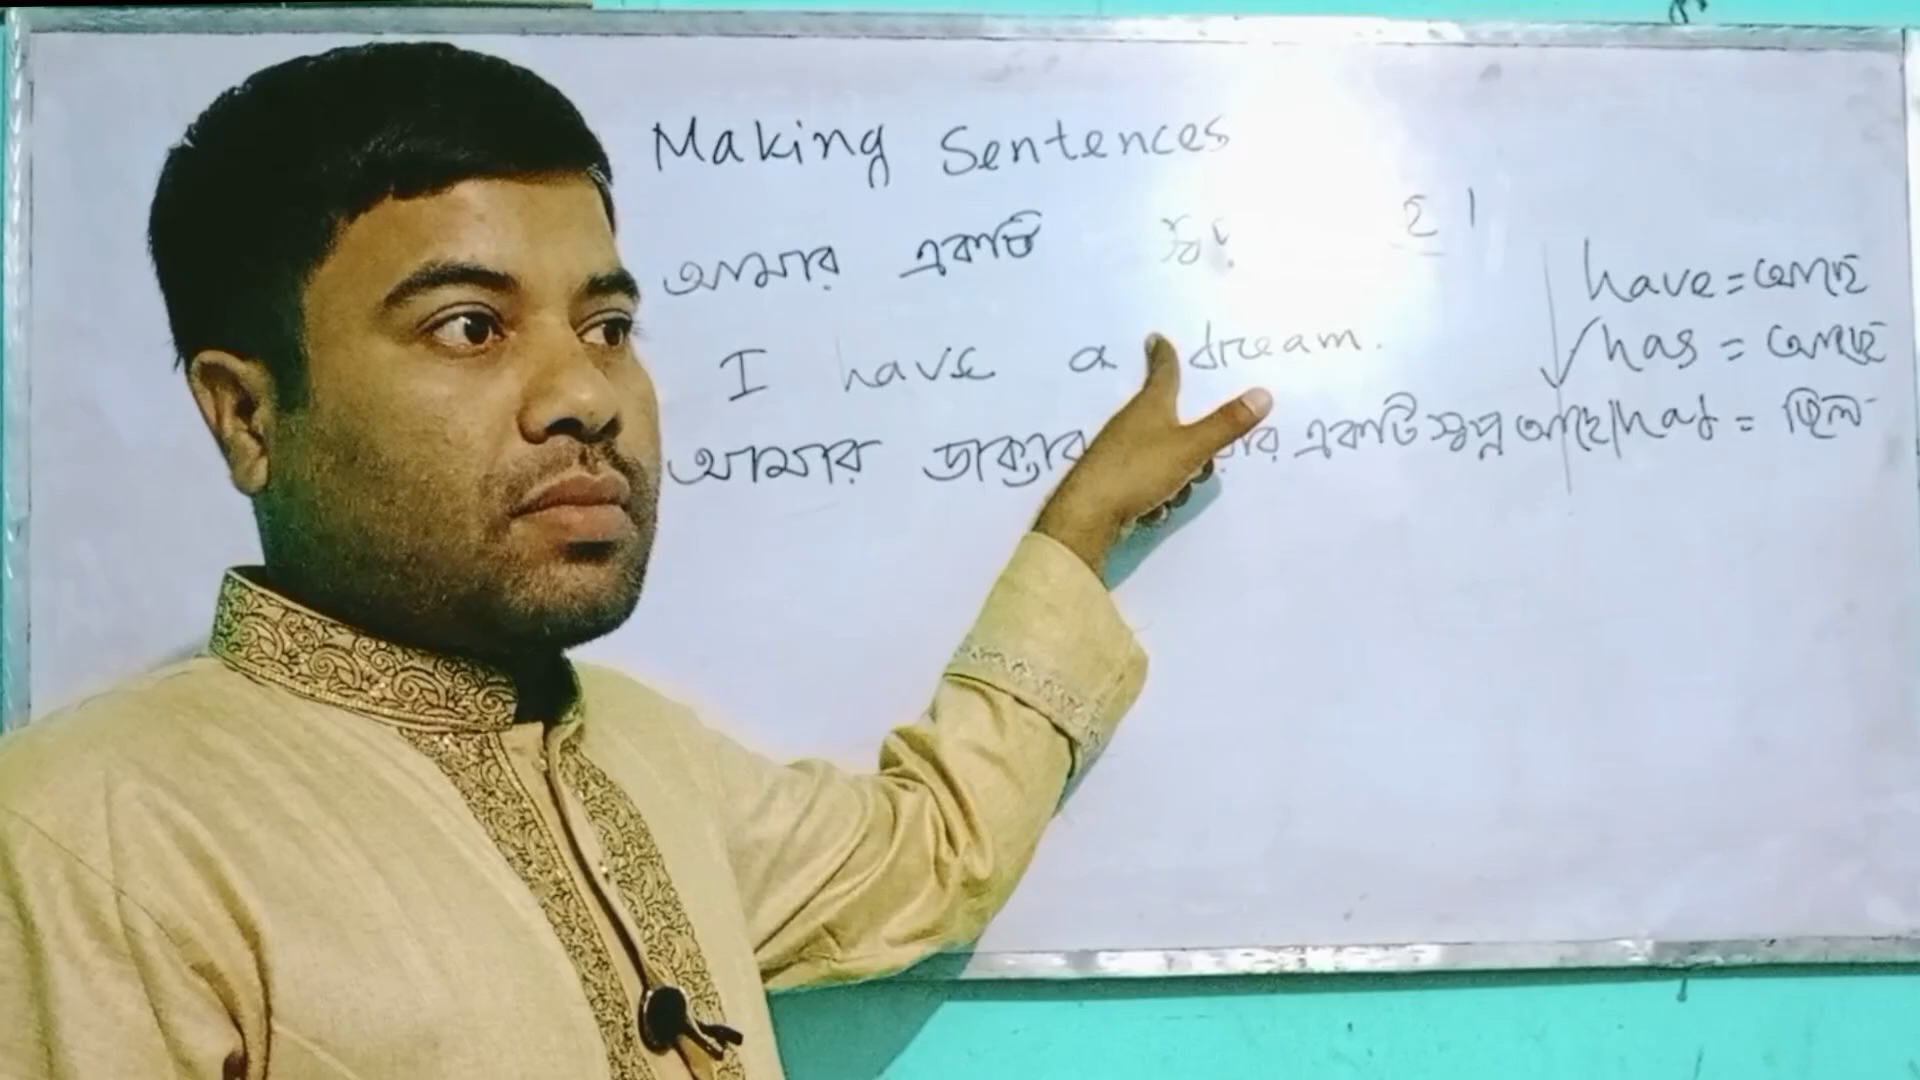 Making Sentences
আমার একটি
I have a dream.
আমার ডাক্তার একটি স্বপ্ন আছে।
have = আছে
has = আছে
had = ছিল